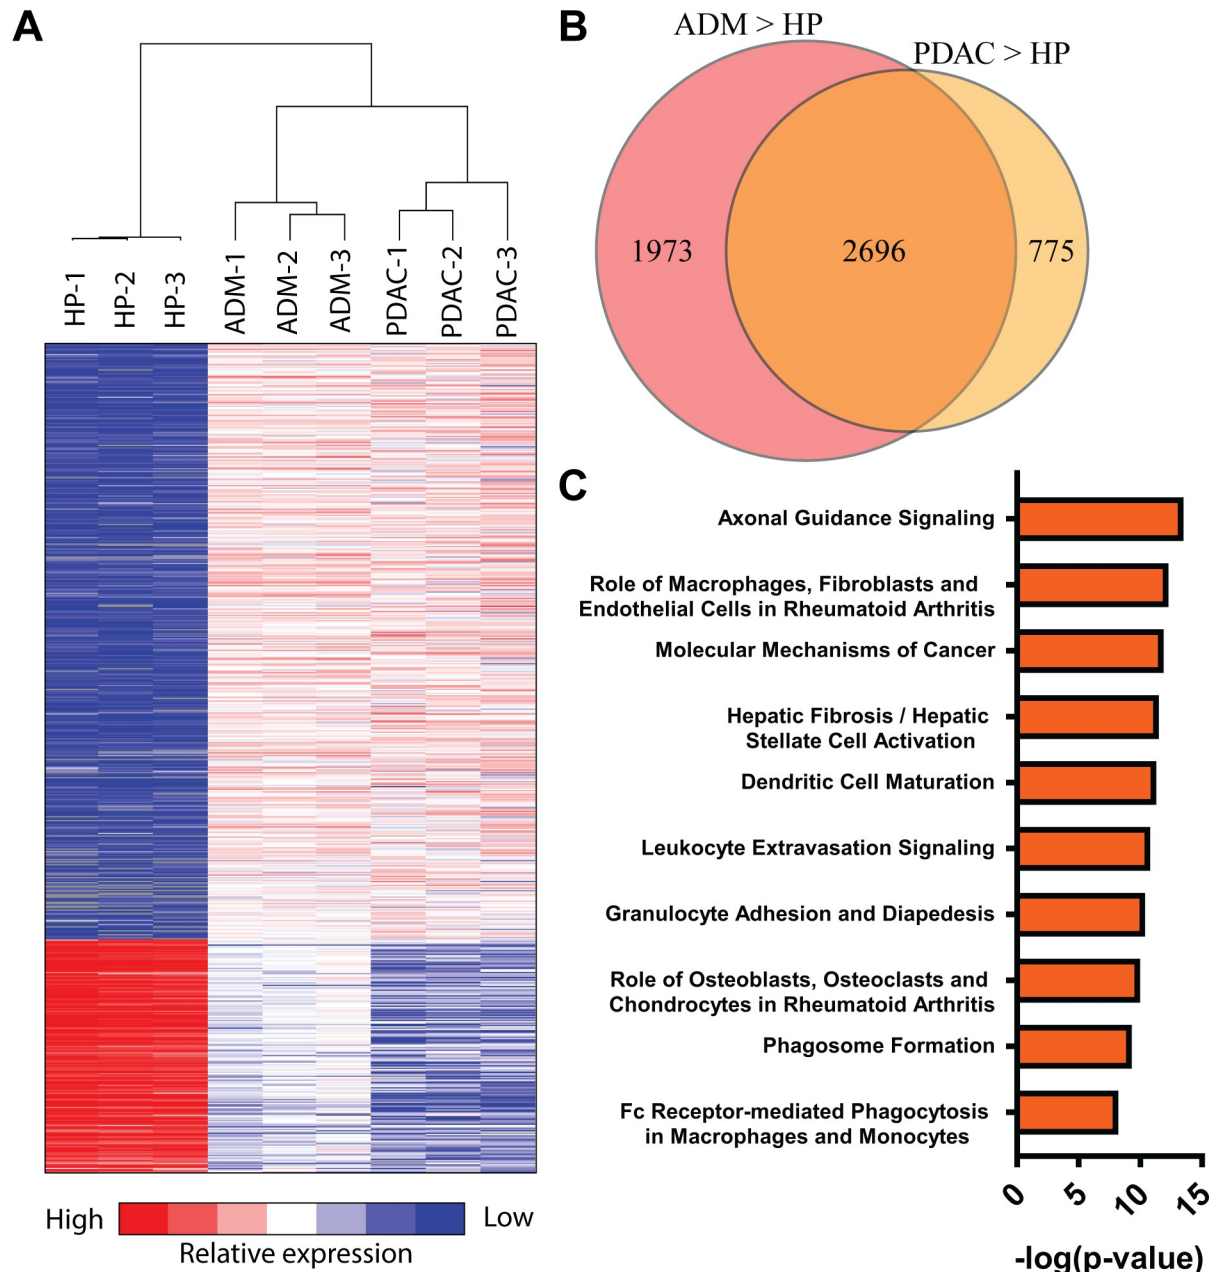 A
HP-1
HP-2
HP-3
ADM-1
ADM-2
ADM-3
PDAC-1
PDAC-2
PDAC-3
High
Low
Relative expression
B
ADM > HP
PDAC > HP
1973
2696
775
C
Axonal Guidance Signaling
Role of Macrophages, Fibroblasts and
Endothelial Cells in Rheumatoid Arthritis
Molecular Mechanisms of Cancer
Hepatic Fibrosis / Hepatic
Stellate Cell Activation
Dendritic Cell Maturation
Leukocyte Extravasation Signaling
Granulocyte Adhesion and Diapedesis
Role of Osteoblasts, Osteoclasts and
Chondrocytes in Rheumatoid Arthritis
Phagosome Formation
Fc Receptor-mediated Phagocytosis
in Macrophages and Monocytes
0
5
10
15
-log(p-value)